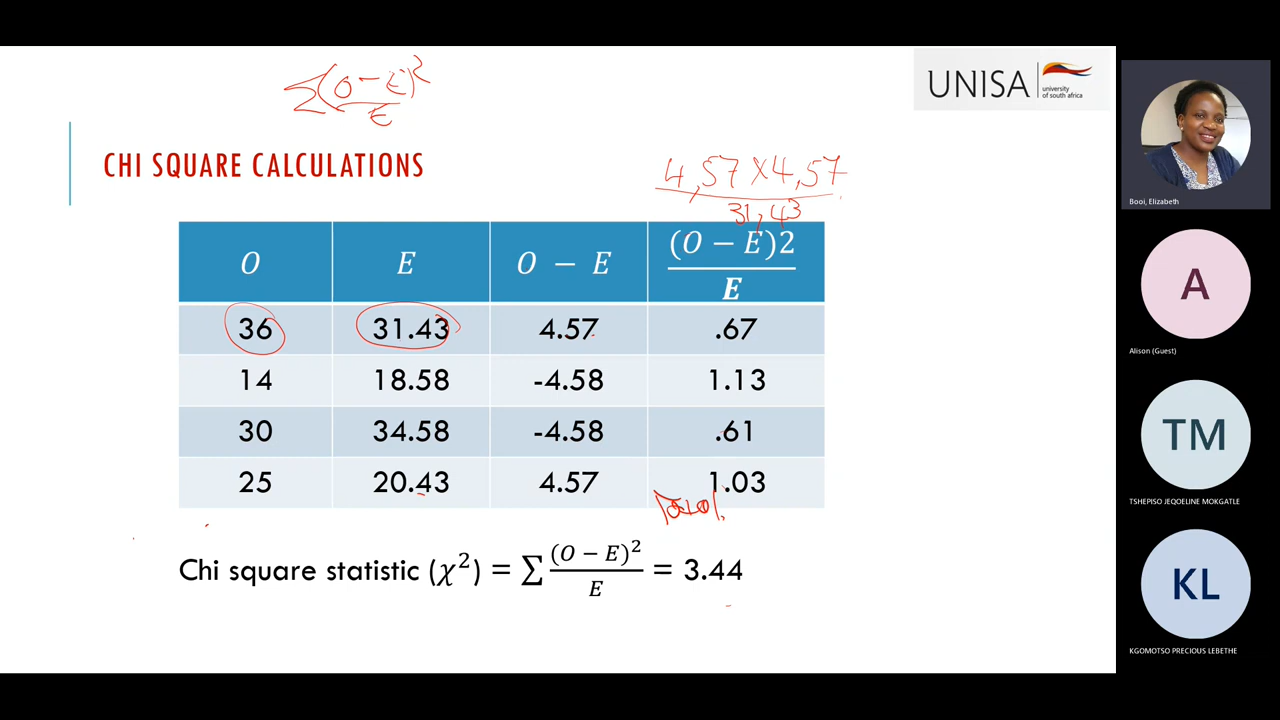 ∑(O-E)²
E
UNISA
university
of south africa
CHI SQUARE CALCULATIONS
4,57 X 4,57
31,43
O E O − E (O − E)2
E
36 31.43 4.57 .67
14 18.58 -4.58 1.13
30 34.58 -4.58 .61
25 20.43 4.57 1.03
Chi square statistic (χ²) = ∑ (O − E)² / E = 3.44
Booi, Elizabeth
A
Alison (Guest)
TM
TSHEPISO JEQOELINE MOKGATLE
KL
KGOMOTSO PRECIOUS LEBETHE